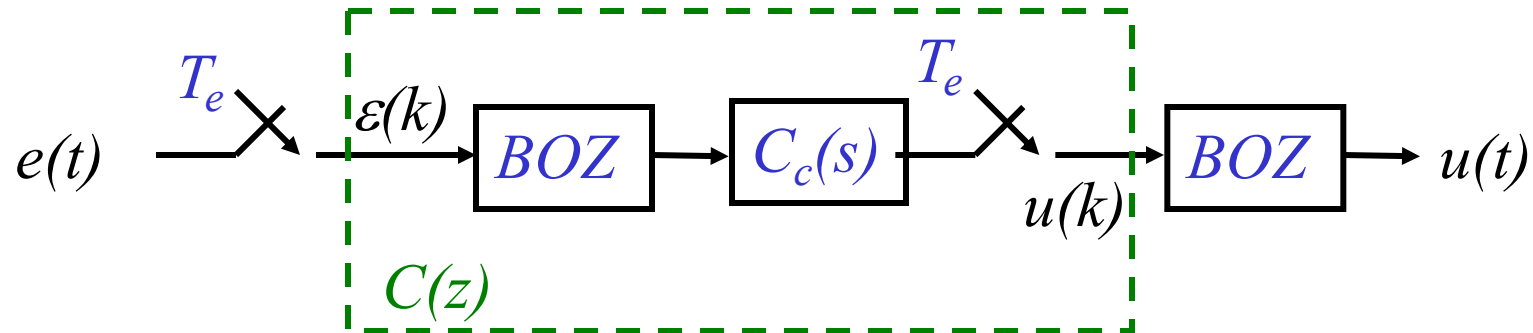 e(t)
T_e
ε(k)
BOZ
C_c(s)
T_e
u(k)
BOZ
u(t)
C(z)